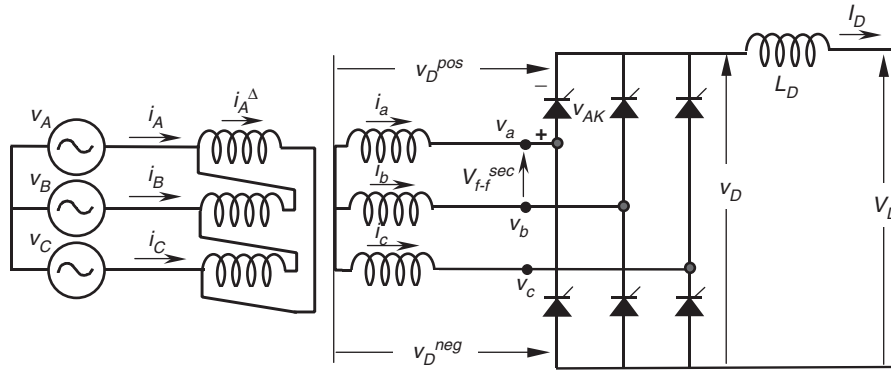 I_D
v_D^pos
i_A^Δ
v_A
i_A
i_a
v_a
+
–
v_AK
L_D
v_B
i_B
i_b
V_f-f^sec
v_b
v_D
V_L
v_C
i_C
i_c
v_c
v_D^neg